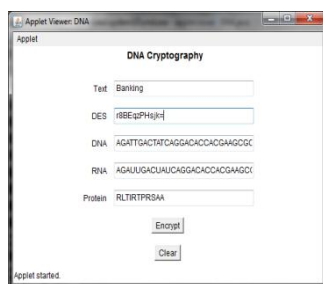 Applet Viewer: DNA
Applet
DNA Cryptography
Text Banking
DES r8BEqzPHsjk=
DNA AGATTGACTATCAGGACACCACGAAGCGC
RNA AGAUUGACUAUCAGGACACCACGAAGCG
Protein RLTIRTPRSAA
Encrypt
Clear
Applet started.